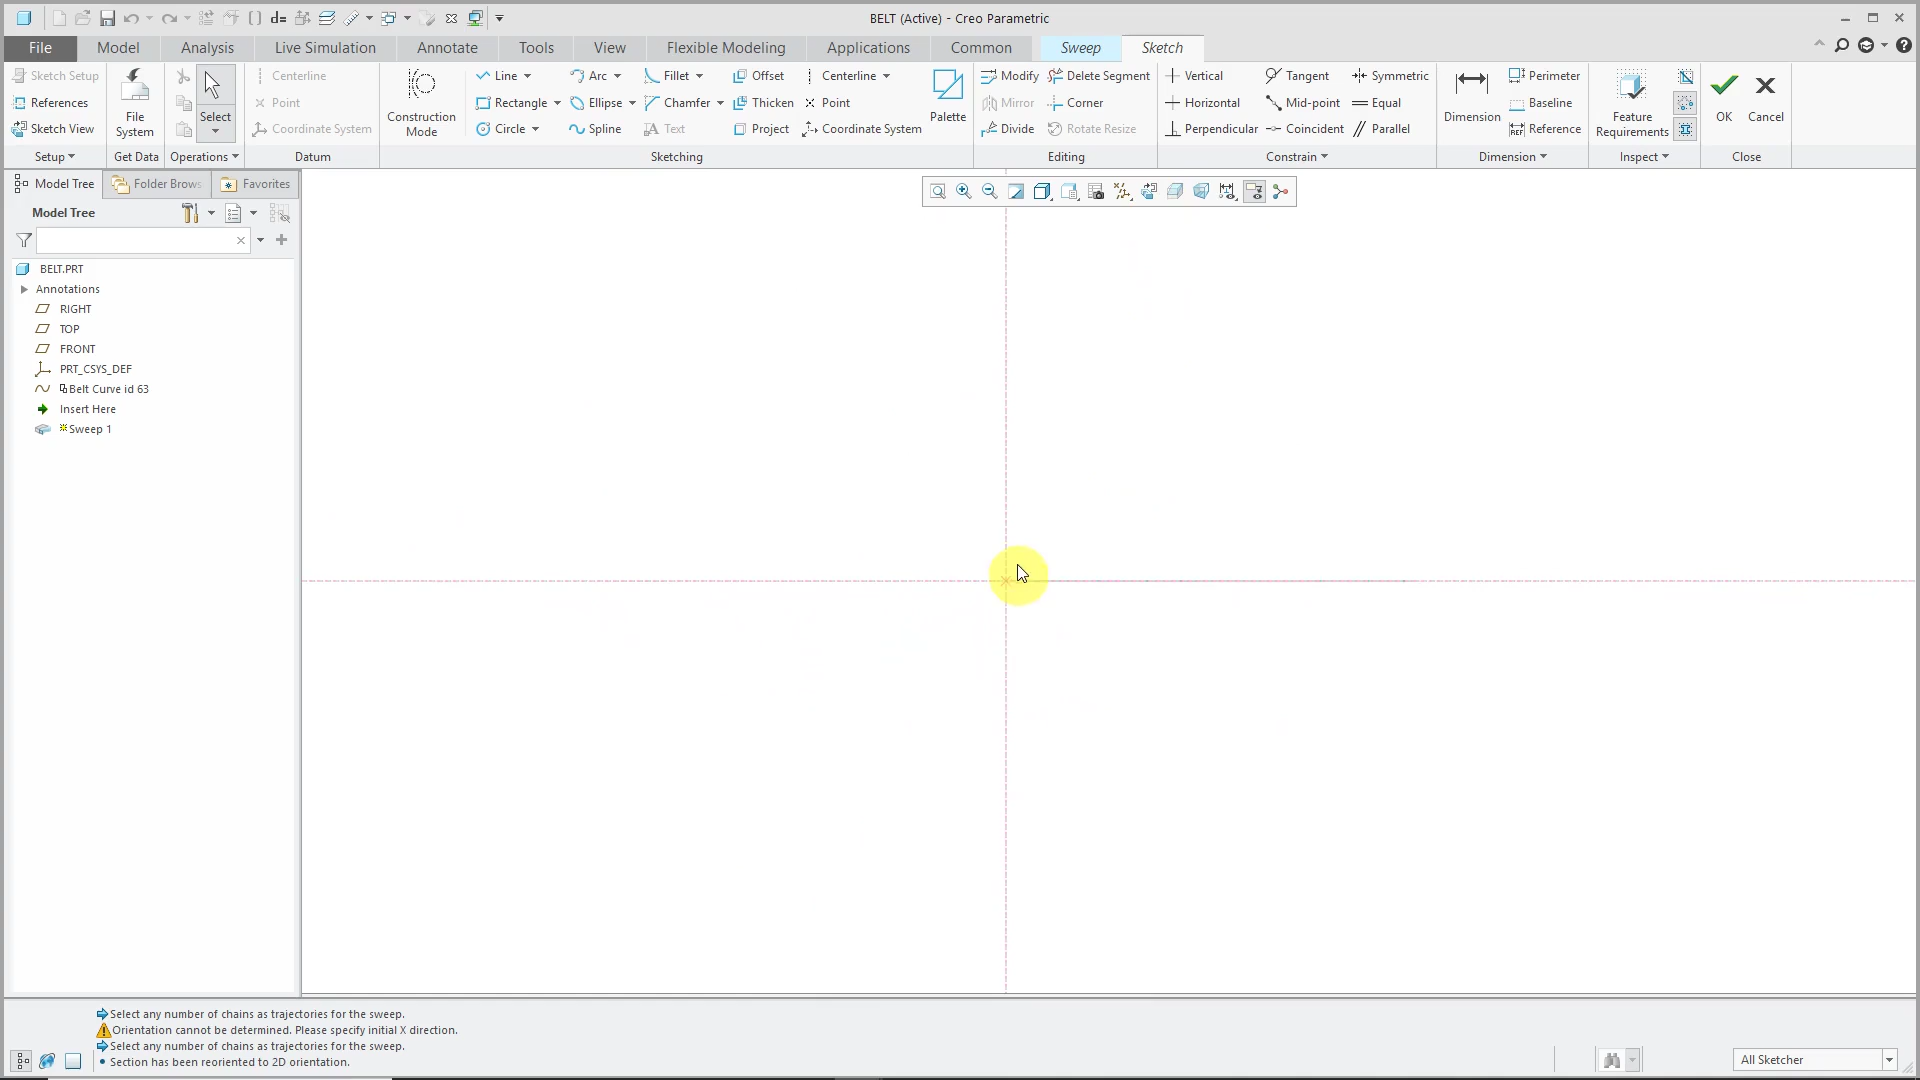 BELT (Active) - Creo Parametric
File Model Analysis Live Simulation Annotate Tools View Flexible Modeling Applications Common Sweep Sketch
Sketch Setup
References
Sketch View
Setup
File System
Get Data
Select
Operations
Centerline
Point
Coordinate System
Datum
Construction Mode
Line Arc Fillet Offset Centerline
Rectangle Ellipse Chamfer Thicken Point
Circle Spline Text Project Coordinate System
Palette
Sketching
Modify Delete Segment
Mirror Corner
Divide Rotate Resize
Editing
Vertical Tangent Symmetric
Horizontal Mid-point Equal
Perpendicular Coincident Parallel
Constrain
Dimension
Perimeter
Baseline
Reference
Dimension
Feature Requirements
Inspect
OK
Cancel
Close
Model Tree Folder Brows Favorites
Model Tree
BELT.PRT
Annotations
RIGHT
TOP
FRONT
PRT_CSYS_DEF
Belt Curve id 63
Insert Here
Sweep 1
Select any number of chains as trajectories for the sweep.
Orientation cannot be determined. Please specify initial X direction.
Select any number of chains as trajectories for the sweep.
Section has been reoriented to 2D orientation.
All Sketcher